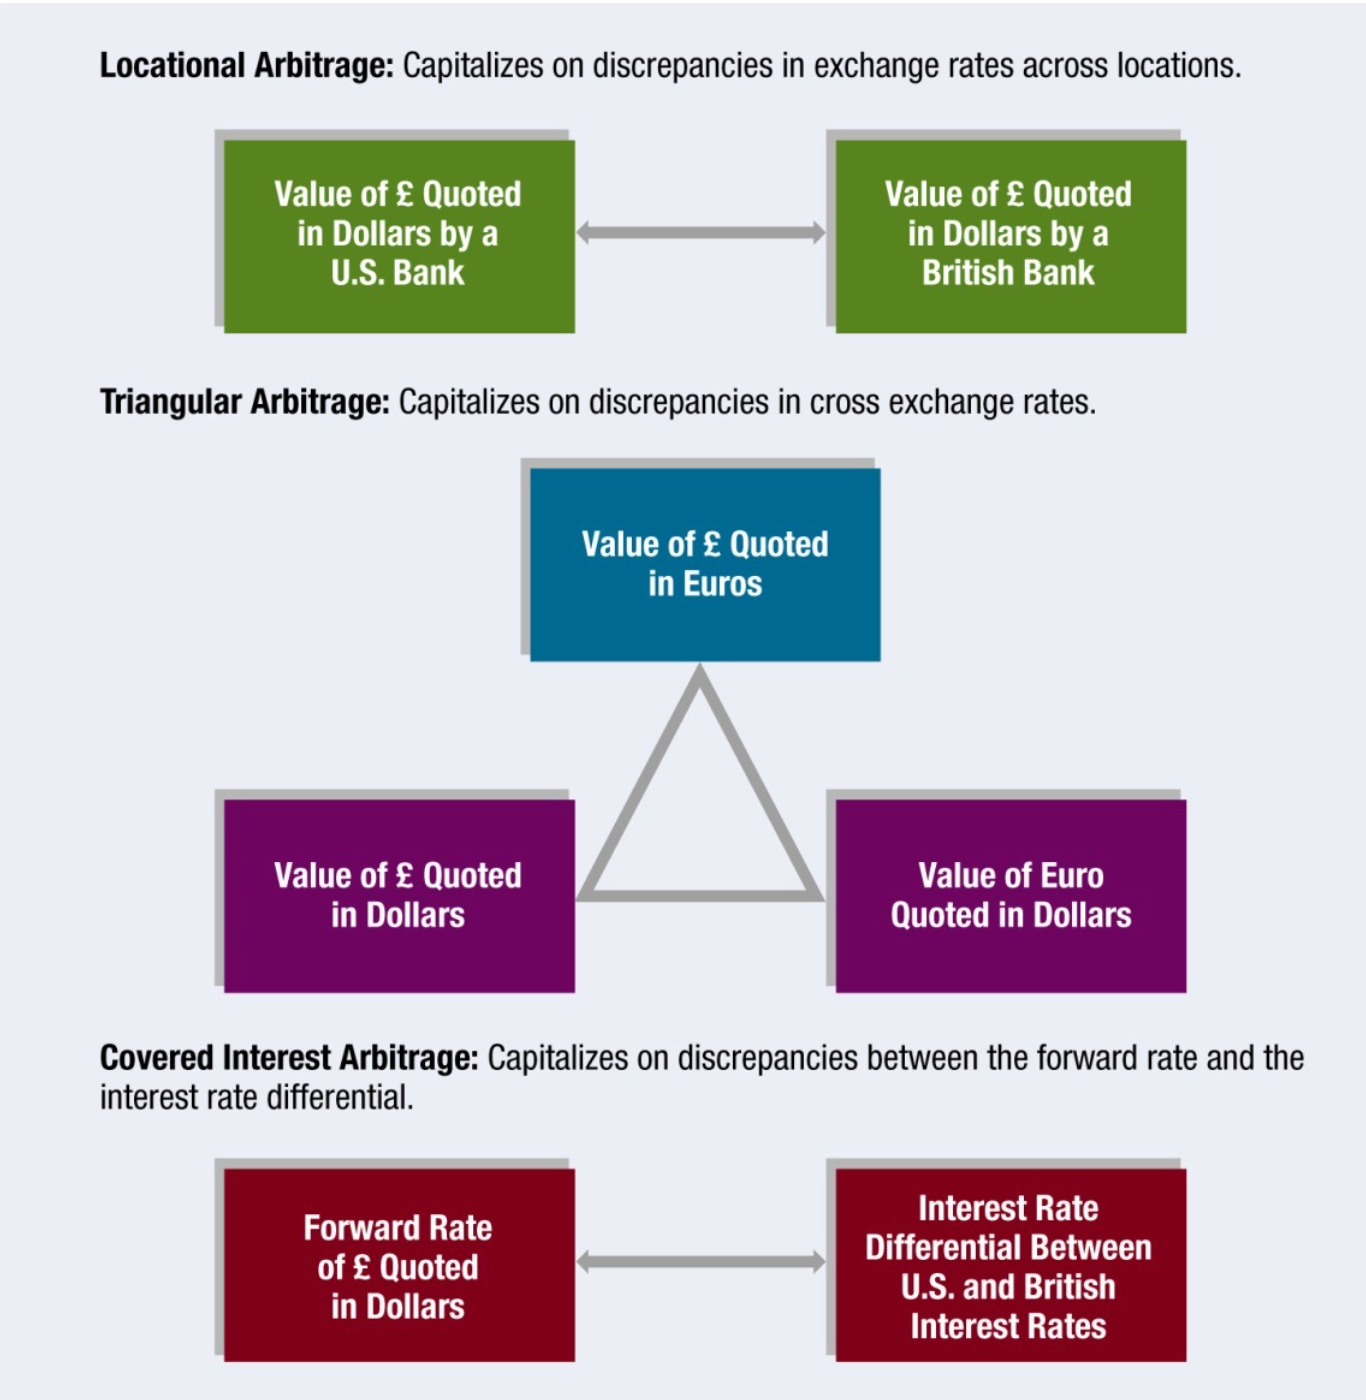 Locational Arbitrage: Capitalizes on discrepancies in exchange rates across locations.
Value of £ Quoted
in Dollars by a
U.S. Bank
Value of £ Quoted
in Dollars by a
British Bank
Triangular Arbitrage: Capitalizes on discrepancies in cross exchange rates.
Value of £ Quoted
in Euros
Value of £ Quoted
in Dollars
Value of Euro
Quoted in Dollars
Covered Interest Arbitrage: Capitalizes on discrepancies between the forward rate and the
interest rate differential.
Forward Rate
of £ Quoted
in Dollars
Interest Rate
Differential Between
U.S. and British
Interest Rates